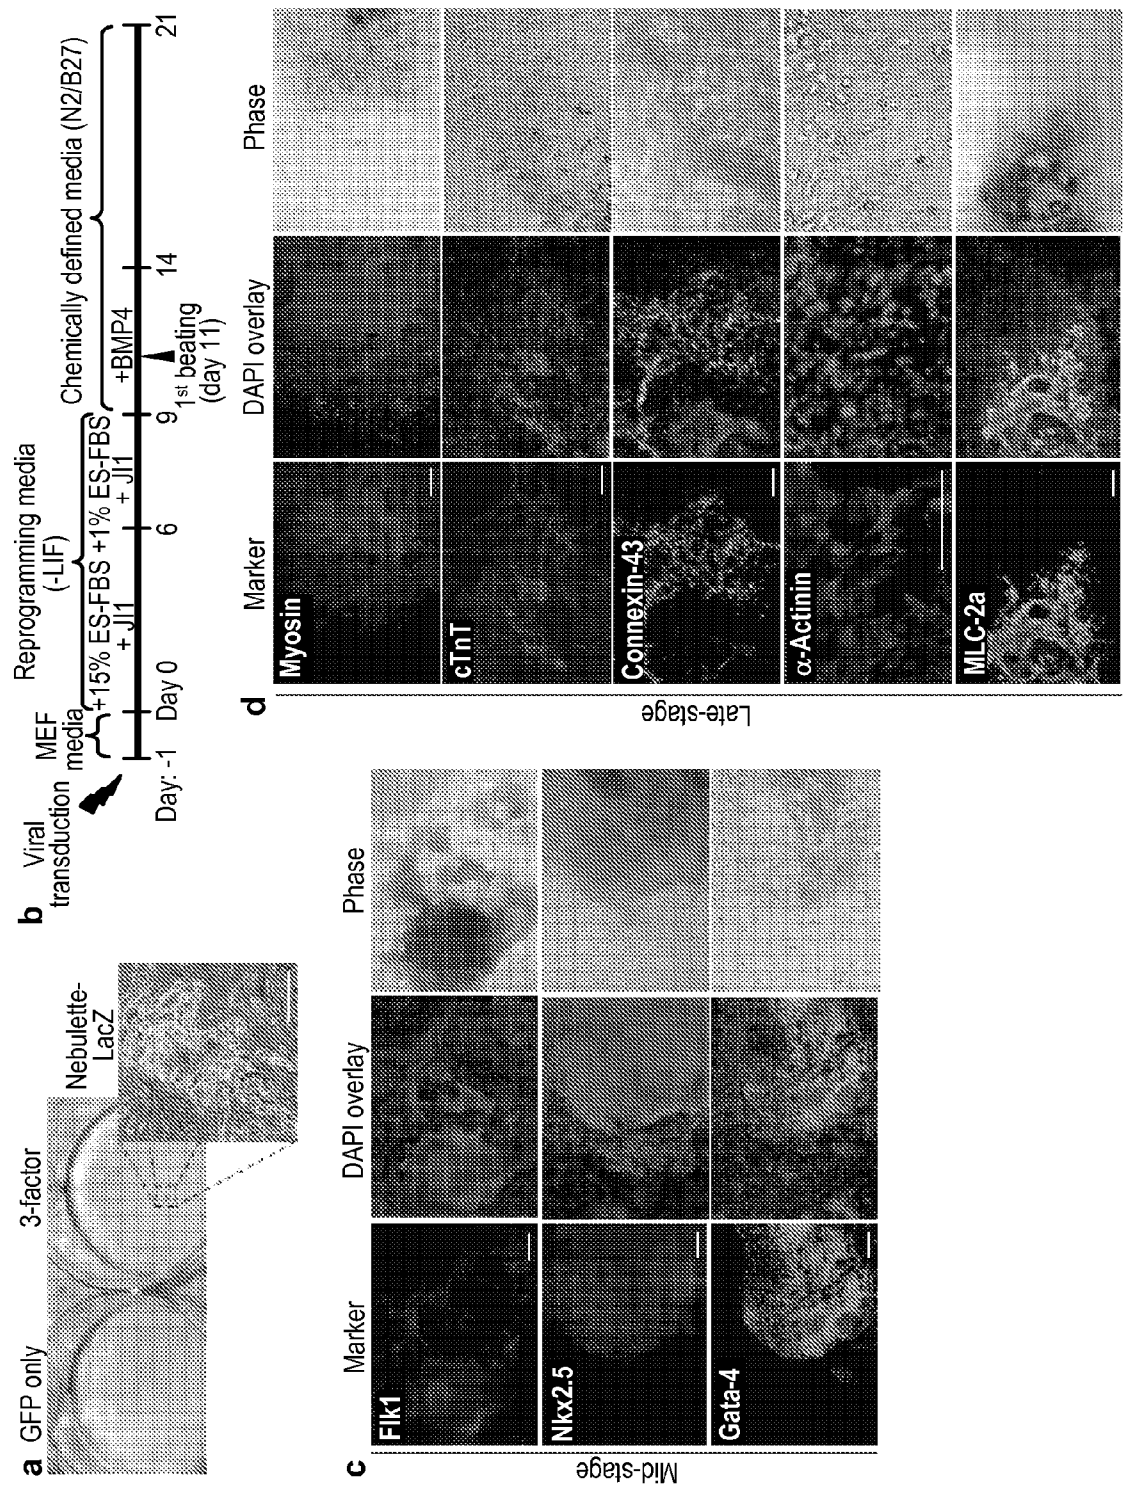 a
GFP only
3-factor
Nebulette-
LacZ
b
Viral
transduction
MEF
media
Reprogramming media
(-LIF)
+15% ES-FBS
+ JI1
+1% ES-FBS
+ JI1
Chemically defined media (N2/B27)
+BMP4
Day: -1
Day 0
6
9
14
21
1st beating
(day 11)
c
Marker
DAPI overlay
Phase
Mid-stage
Flk1
Nkx2.5
Gata-4
d
Marker
DAPI overlay
Phase
Late-stage
Myosin
cTnT
Connexin-43
α-Actinin
MLC-2a